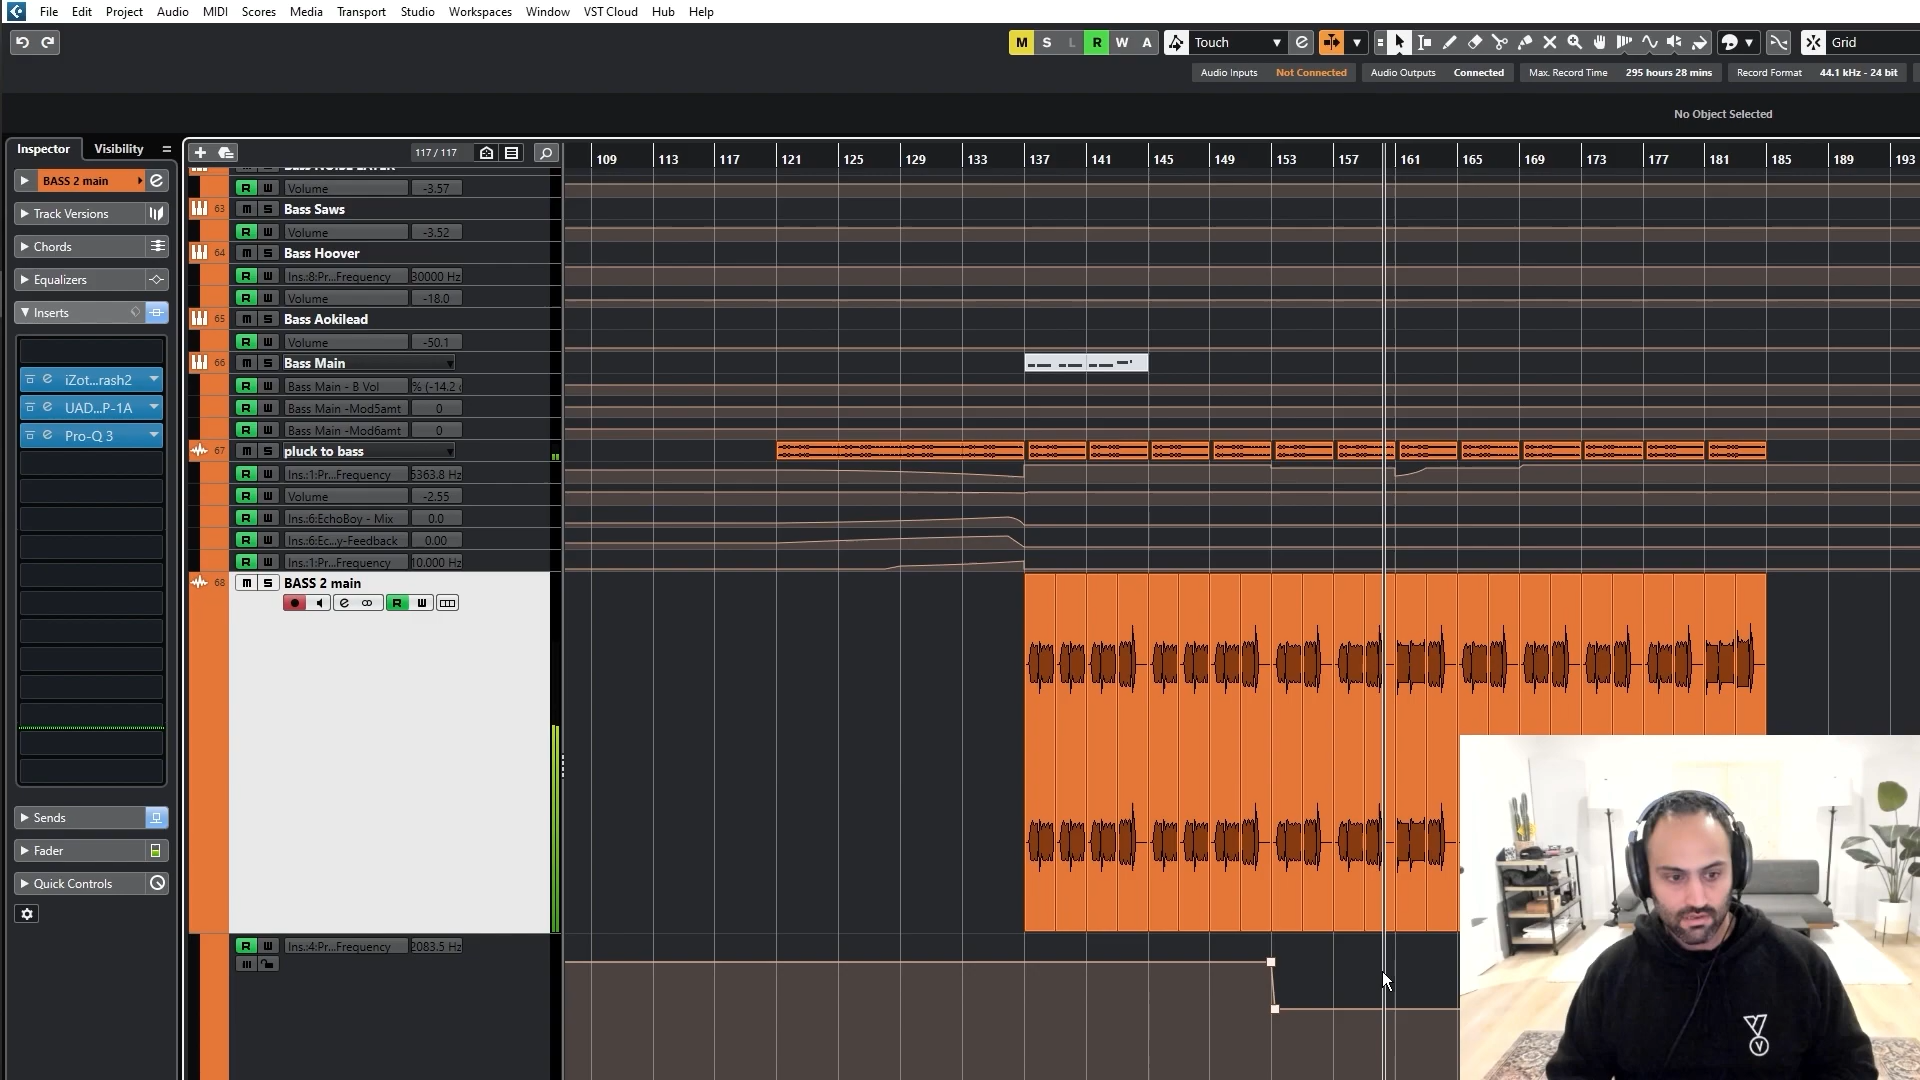 File Edit Project Audio MIDI Scores Media Transport Studio Workspaces Window VST Cloud Hub Help
M S L R W A Touch Grid
Audio Inputs Not Connected Audio Outputs Connected Max. Record Time 295 hours 28 mins Record Format 44.1 kHz - 24 bit
No Object Selected
Inspector Visibility
117 / 117
109 113 117 121 125 129 133 137 141 145 149 153 157 161 165 169 173 177 181 185 189 193
BASS 2 main
Track Versions
Chords
Equalizers
Inserts
iZot...rash2
UAD...P-1A
Pro-Q 3
Sends
Fader
Quick Controls
R W Volume -3.57
63 m S Bass Saws
R W Volume -3.52
64 m S Bass Hoover
R W Ins.:8:Pr...Frequency 30000 Hz
R W Volume -18.0
65 m S Bass Aokilead
R W Volume -50.1
66 m S Bass Main
R W Bass Main - B Vol % (-14.2
R W Bass Main -Mod5amt 0
R W Bass Main -Mod6amt 0
67 m S pluck to bass
R W Ins.:1:Pr...Frequency 5363.8 Hz
R W Volume -2.55
R W Ins.:6:EchoBoy - Mix 0.0
R W Ins.:6:Ec...y-Feedback 0.00
R W Ins.:1:Pr...Frequency 10.000 Hz
68 m S BASS 2 main
R W
R W Ins.:4:Pr...Frequency 2083.5 Hz